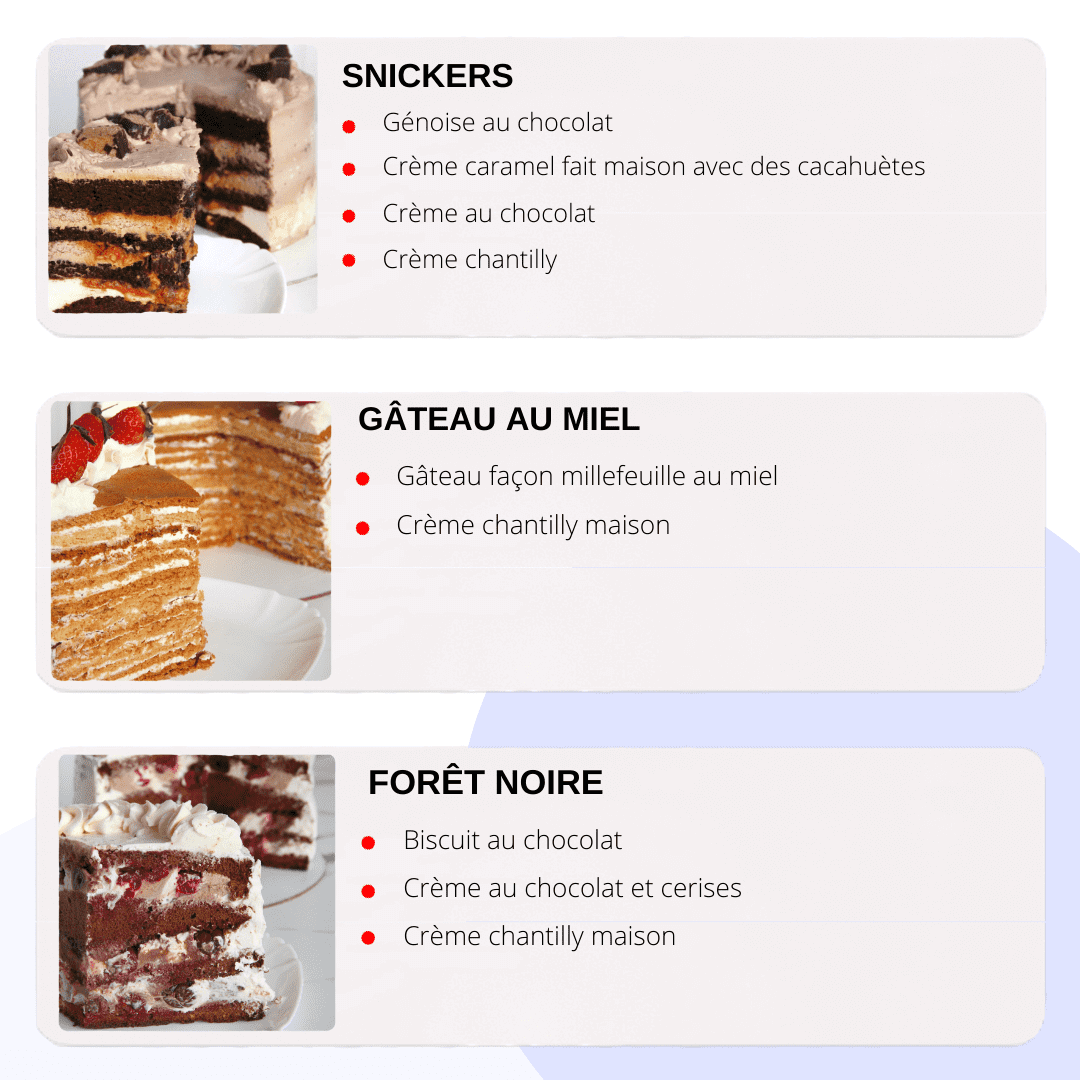 SNICKERS
Génoise au chocolat
Crème caramel fait maison avec des cacahuètes
Crème au chocolat
Crème chantilly
GÂTEAU AU MIEL
Gâteau façon millefeuille au miel
Crème chantilly maison
FORÊT NOIRE
Biscuit au chocolat
Crème au chocolat et cerises
Crème chantilly maison